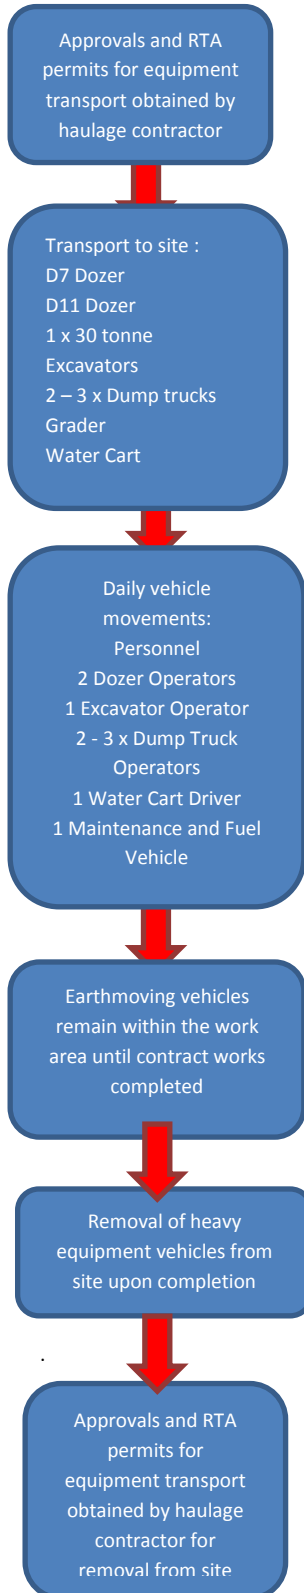 Approvals and RTA
permits for equipment
transport obtained by
haulage contractor
Transport to site :
D7 Dozer
D11 Dozer
1 x 30 tonne
Excavators
2 – 3 x Dump trucks
Grader
Water Cart
Daily vehicle
movements:
Personnel
2 Dozer Operators
1 Excavator Operator
2 - 3 x Dump Truck
Operators
1 Water Cart Driver
1 Maintenance and Fuel
Vehicle
Earthmoving vehicles
remain within the work
area until contract works
completed
Removal of heavy
equipment vehicles from
site upon completion
.
Approvals and RTA
permits for
equipment transport
obtained by haulage
contractor for
removal from site